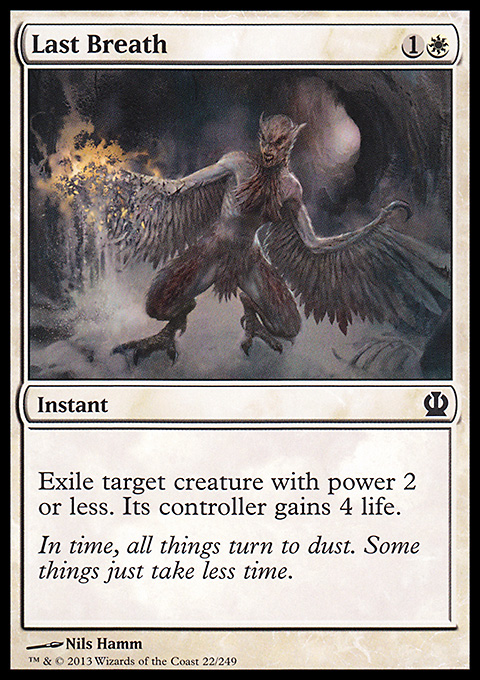 Last Breath 1
Instant
Exile target creature with power 2
or less. Its controller gains 4 life.
In time, all things turn to dust. Some
things just take less time.
Nils Hamm
™ & © 2013 Wizards of the Coast 22/249